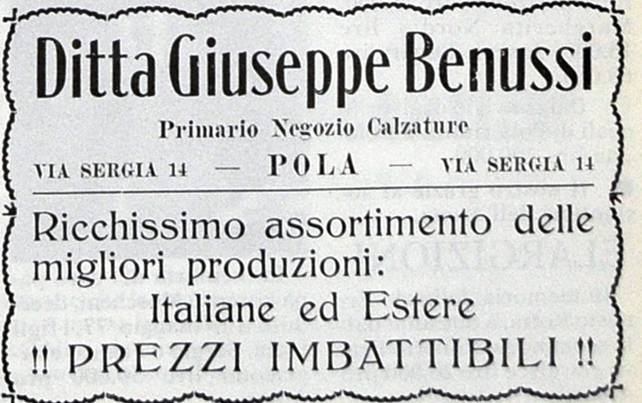 Ditta Giuseppe Benussi
Primario Negozio Calzature
VIA SERGIA 14 — POLA — VIA SERGIA 14
Ricchissimo assortimento delle
migliori produzioni:
Italiane ed Estere
!! PREZZI IMBATTIBILI !!